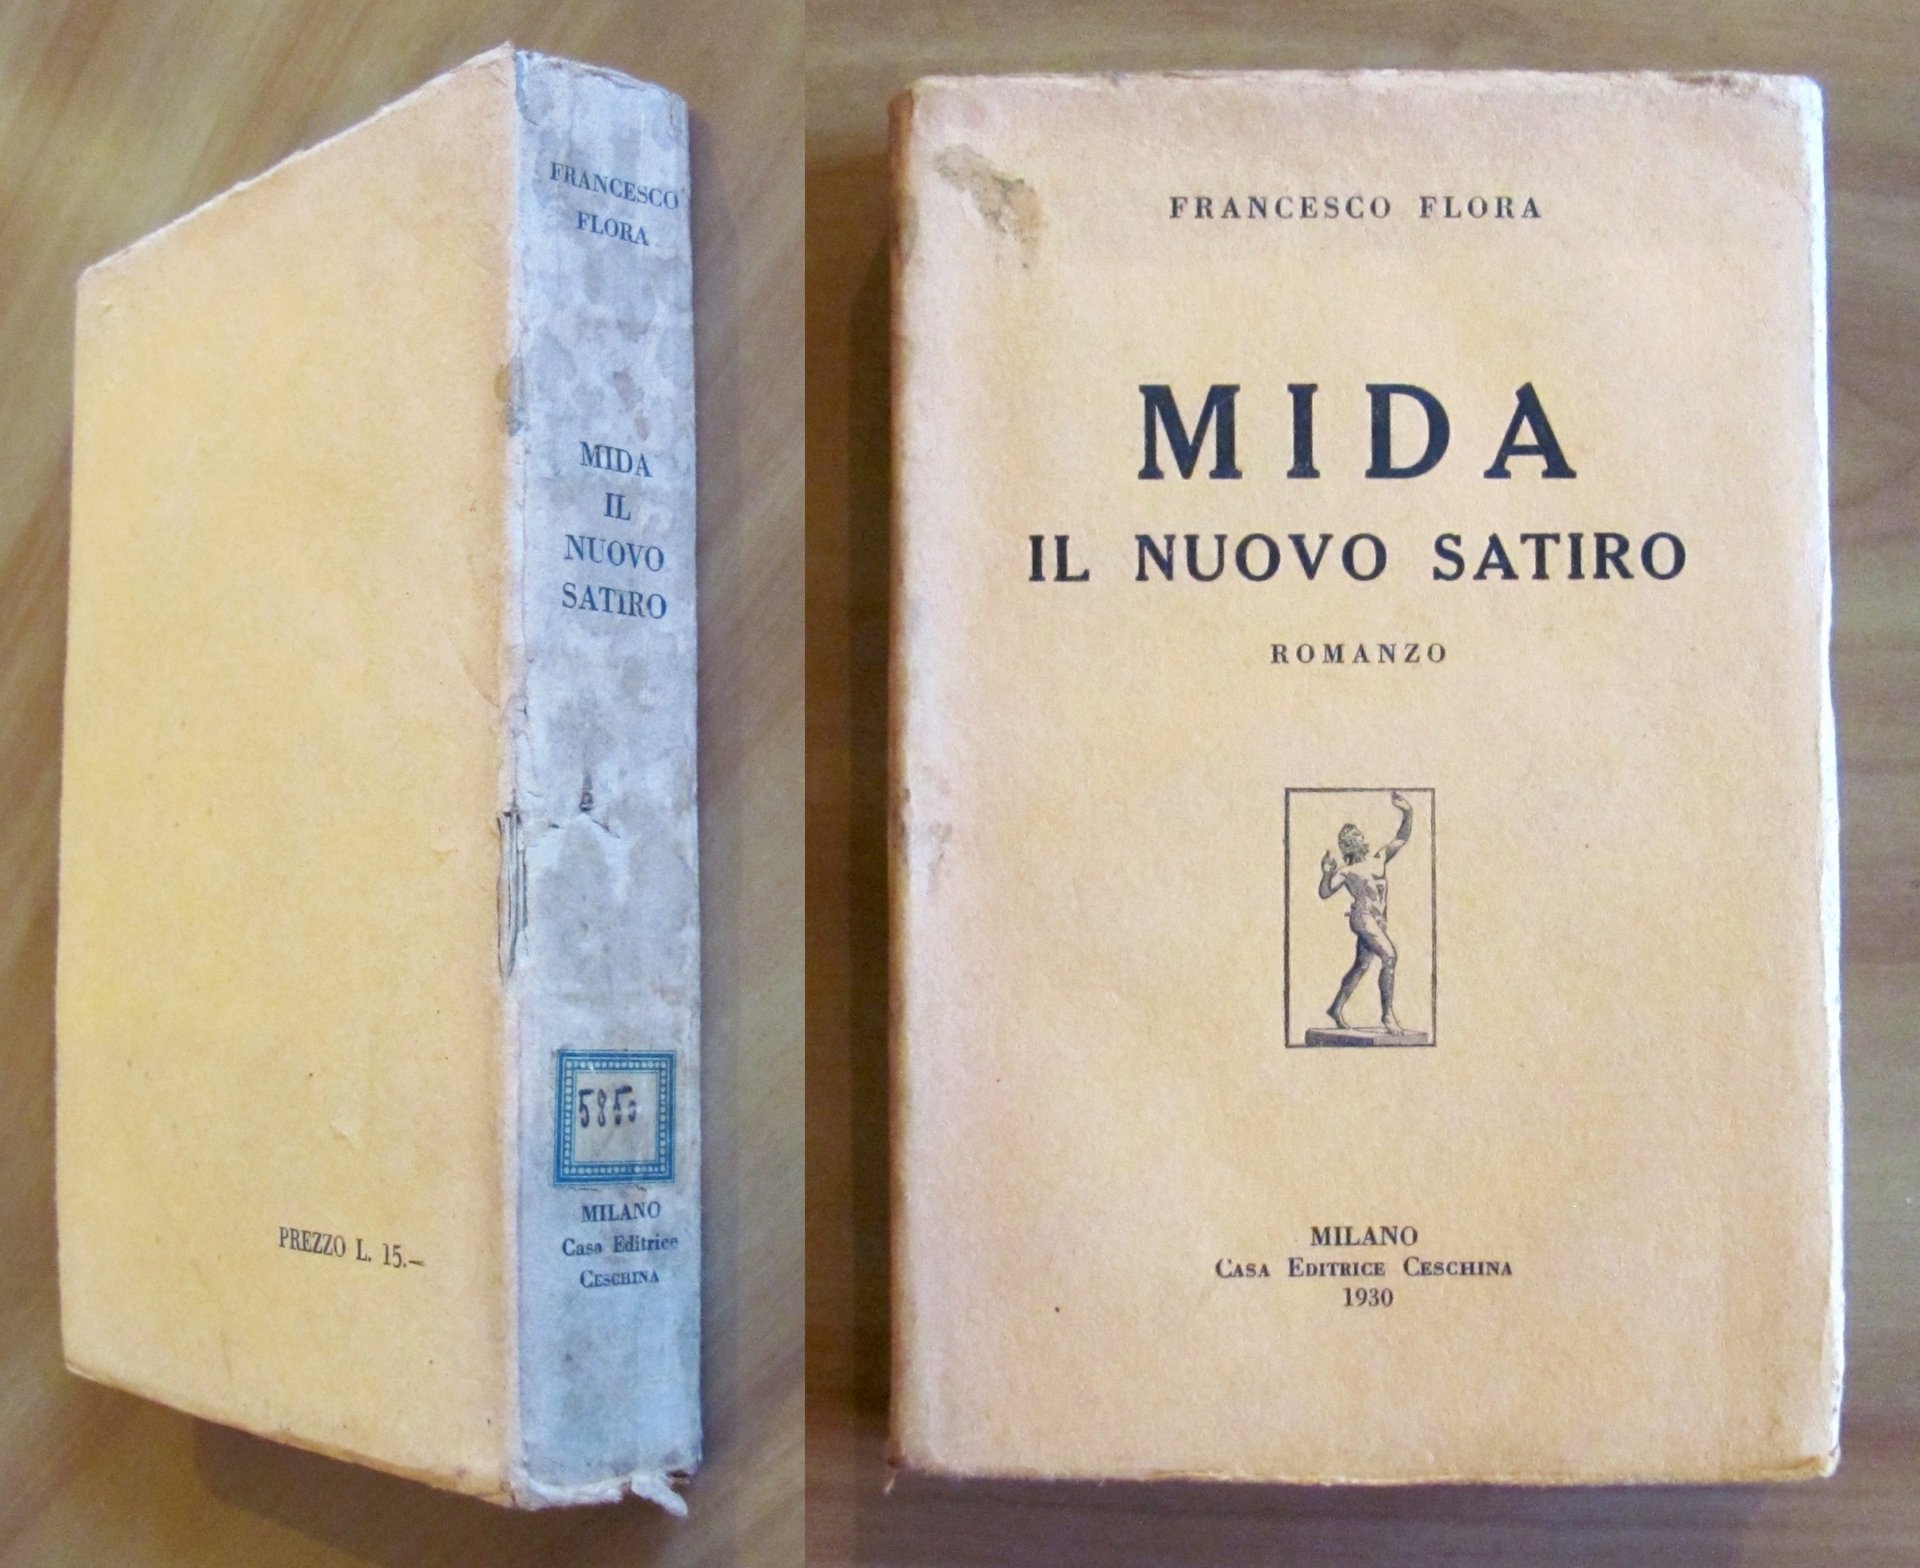 FRANCESCO
FLORA
MIDA
IL
NUOVO
SATIRO
MILANO
Casa Editrice
CESCHINA
PREZZO L. 15.—
FRANCESCO FLORA
MIDA
IL NUOVO SATIRO
ROMANZO
MILANO
CASA EDITRICE CESCHINA
1930